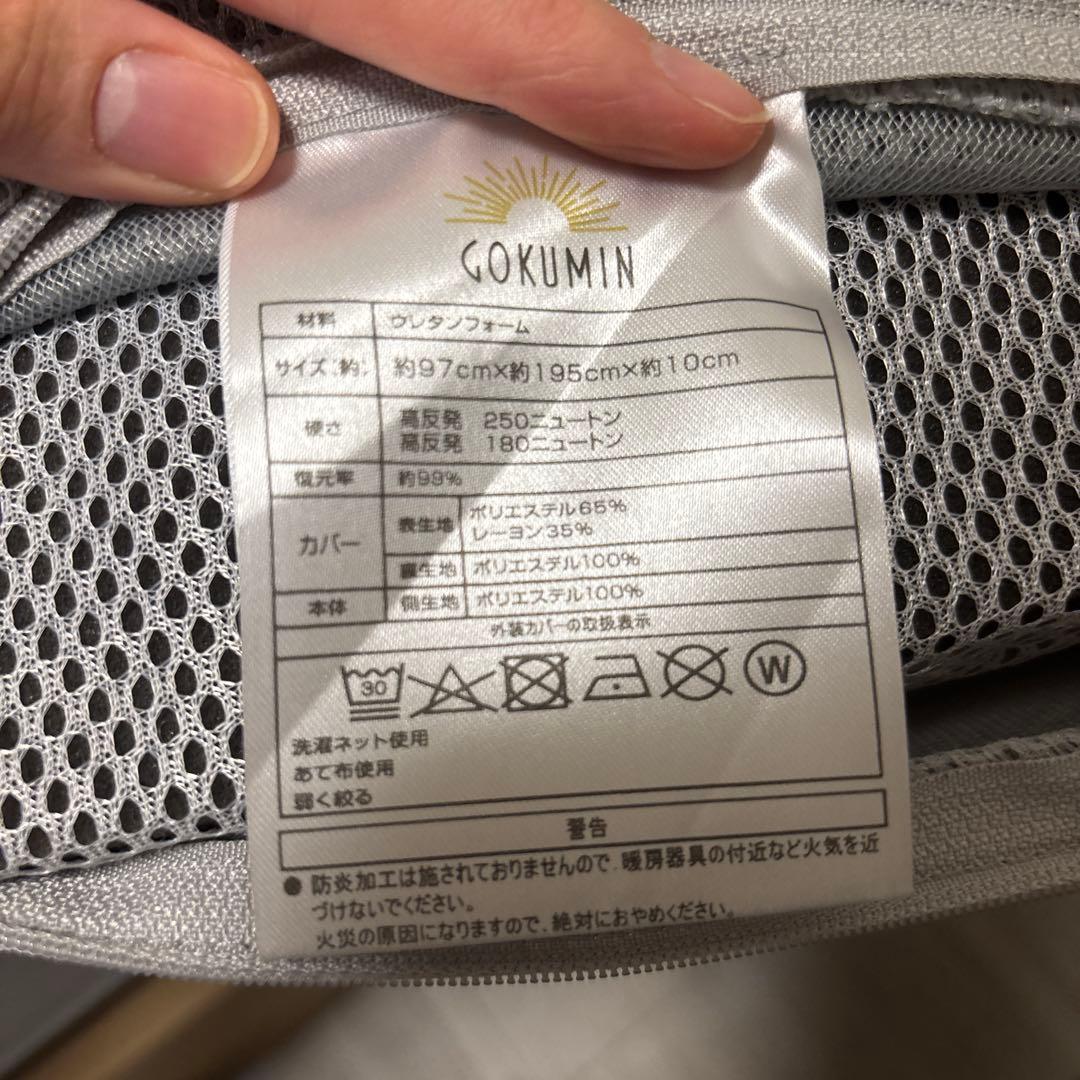 GOKUMIN
材料 ウレタンフォーム
サイズ(約) 約97cm×約195cm×約10cm
硬さ 高反発 250ニュートン
高反発 180ニュートン
復元率 約99%
カバー 表生地 ポリエステル65%
レーヨン35%
裏生地 ポリエステル100%
本体 側生地 ポリエステル100%
外装カバーの取扱表示
30 W
洗濯ネット使用
あて布使用
弱く絞る
警告
●防炎加工は施されておりませんので、暖房器具の付近など火気を近
づけないでください。
火災の原因になりますので、絶対におやめください。